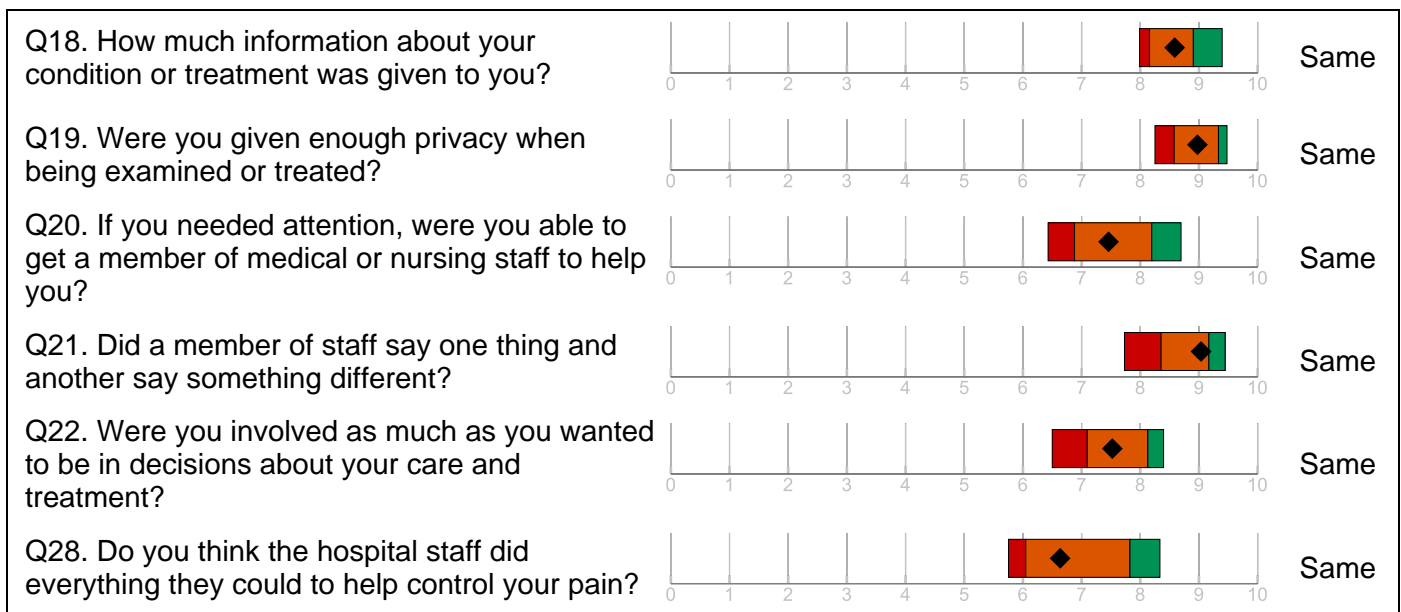 Q18. How much information about your
condition or treatment was given to you?
0 1 2 3 4 5 6 7 8 9 10
Same
Q19. Were you given enough privacy when
being examined or treated?
0 1 2 3 4 5 6 7 8 9 10
Same
Q20. If you needed attention, were you able to
get a member of medical or nursing staff to help
you?
0 1 2 3 4 5 6 7 8 9 10
Same
Q21. Did a member of staff say one thing and
another say something different?
0 1 2 3 4 5 6 7 8 9 10
Same
Q22. Were you involved as much as you wanted
to be in decisions about your care and
treatment?
0 1 2 3 4 5 6 7 8 9 10
Same
Q28. Do you think the hospital staff did
everything they could to help control your pain?
0 1 2 3 4 5 6 7 8 9 10
Same